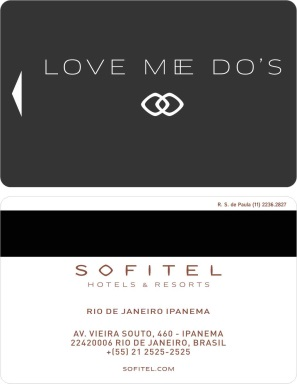 LOVE ME DO'S
R. S. de Paula (11) 2236.2827
SOFITEL
HOTELS & RESORTS
RIO DE JANEIRO IPANEMA
AV. VIEIRA SOUTO, 460 - IPANEMA
22420006 RIO DE JANEIRO, BRASIL
+(55) 21 2525-2525
SOFITEL.COM